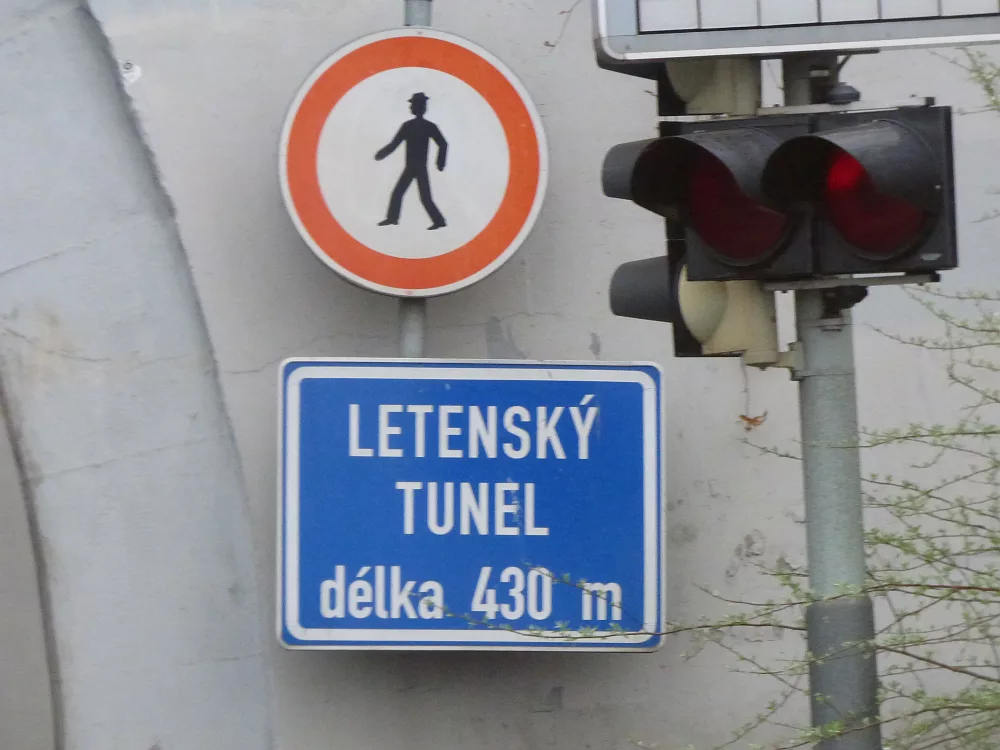 LETENSKÝ
TUNEL
délka 430 m